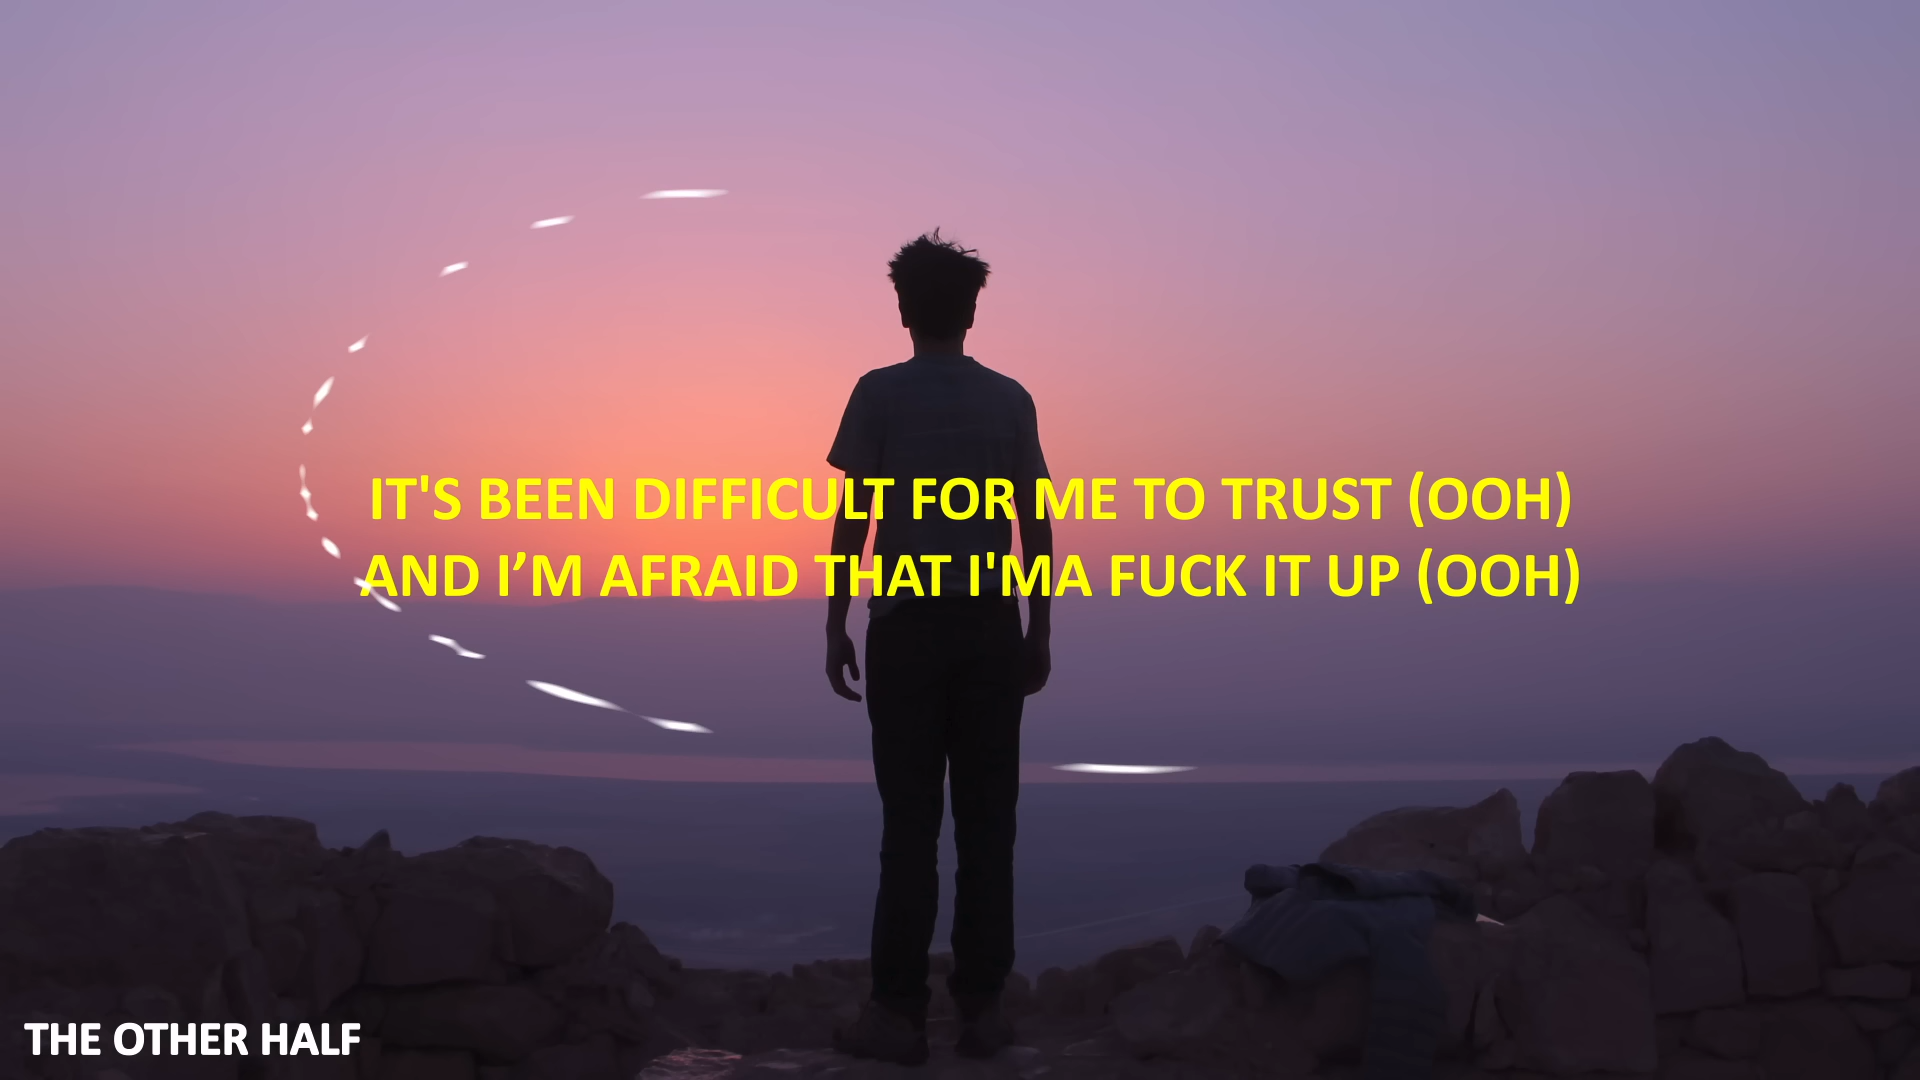 IT'S BEEN DIFFICULT FOR ME TO TRUST (OOH)
AND I’M AFRAID THAT I'MA FUCK IT UP (OOH)
THE OTHER HALF